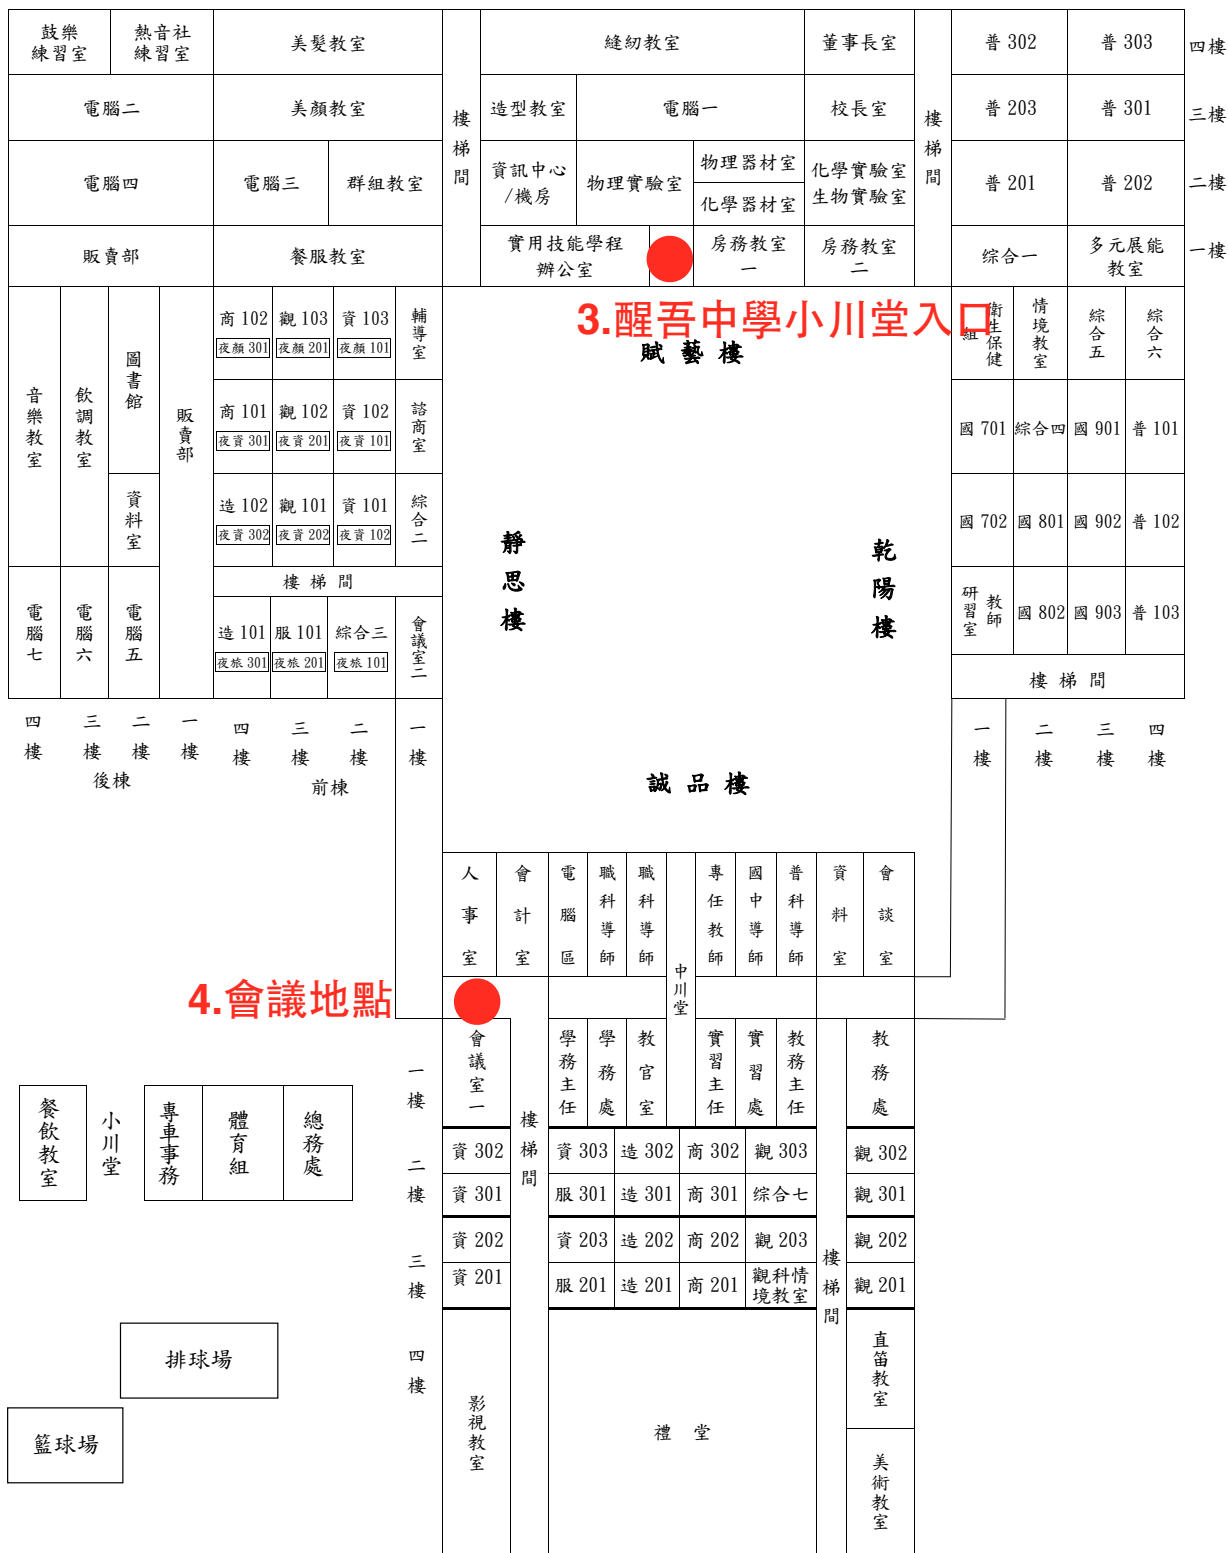 鼓樂
練習室
熱音社
練習室
美髮教室
縫紉教室
董事長室
普 302
普 303
四樓
電腦二
美顏教室
樓梯間
造型教室
電腦一
校長室
樓梯間
普 203
普 301
三樓
電腦四
電腦三
群組教室
資訊中心
/機房
物理實驗室
物理器材室
化學器材室
化學實驗室
生物實驗室
普 201
普 202
二樓
販賣部
餐服教室
實用技能學程
辦公室
房務教室
一
房務教室
二
综合一
多元展能
教室
一樓
3.醒吾中學小川堂入口
賦藝樓
音樂教室
飲調教室
圖書館
販賣部
資料室
商 102
觀 103
資 103
輔導室
夜顏 301
夜顏 201
夜顏 101
商 101
觀 102
資 102
諮商室
夜資 301
夜資 201
夜資 101
造 102
觀 101
資 101
綜合二
夜資 302
夜資 202
夜資 102
樓梯間
電腦七
電腦六
電腦五
造 101
服 101
綜合三
會議室二
夜旅 301
夜旅 201
夜旅 101
靜思樓
乾陽樓
衛生保健
組
情境教室
綜合五
綜合六
國 701
綜合四
國 901
普 101
國 702
國 801
國 902
普 102
教師
研習室
國 802
國 903
普 103
樓梯間
四樓
三樓
二樓
一樓
後棟
四樓
三樓
二樓
一樓
前棟
一樓
二樓
三樓
四樓
誠品樓
人事室
會計室
電腦區
職科導師
職科導師
中川堂
專任教師
國中導師
普科導師
資料室
會談室
4.會議地點
會議室一
學務主任
學務處
教官室
實習主任
實習處
教務主任
教務處
樓梯間
樓梯間
一樓
餐飲教室
小川堂
專車事務
體育組
總務處
二樓
資 302
資 303
造 302
商 302
觀 303
觀 302
資 301
服 301
造 301
商 301
综合七
觀 301
三樓
資 202
資 203
造 202
商 202
觀 203
觀 202
資 201
服 201
造 201
商 201
觀科情
境教室
觀 201
四樓
影視教室
禮堂
直笛教室
美術教室
排球場
籃球場